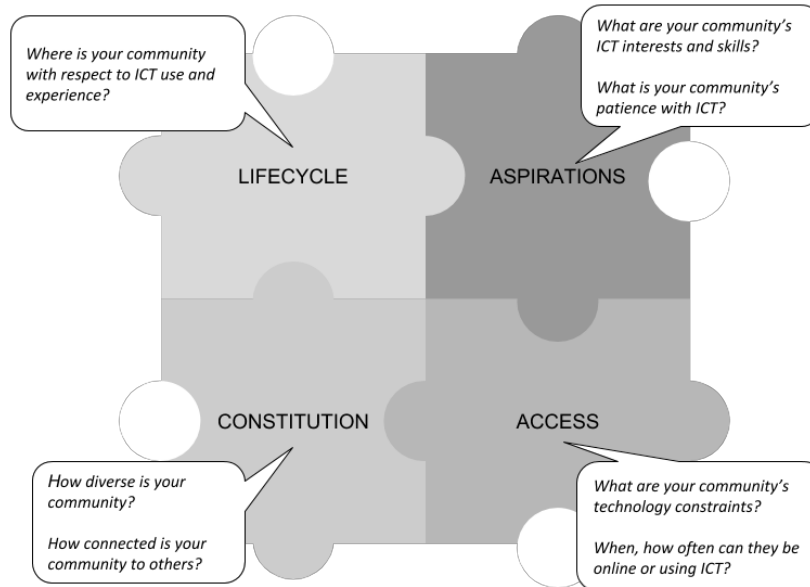 Where is your community
with respect to ICT use and
experience?
What are your community's
ICT interests and skills?
What is your community's
patience with ICT?
LIFECYCLE
ASPIRATIONS
CONSTITUTION
ACCESS
How diverse is your
community?
How connected is your
community to others?
What are your community's
technology constraints?
When, how often can they be
online or using ICT?